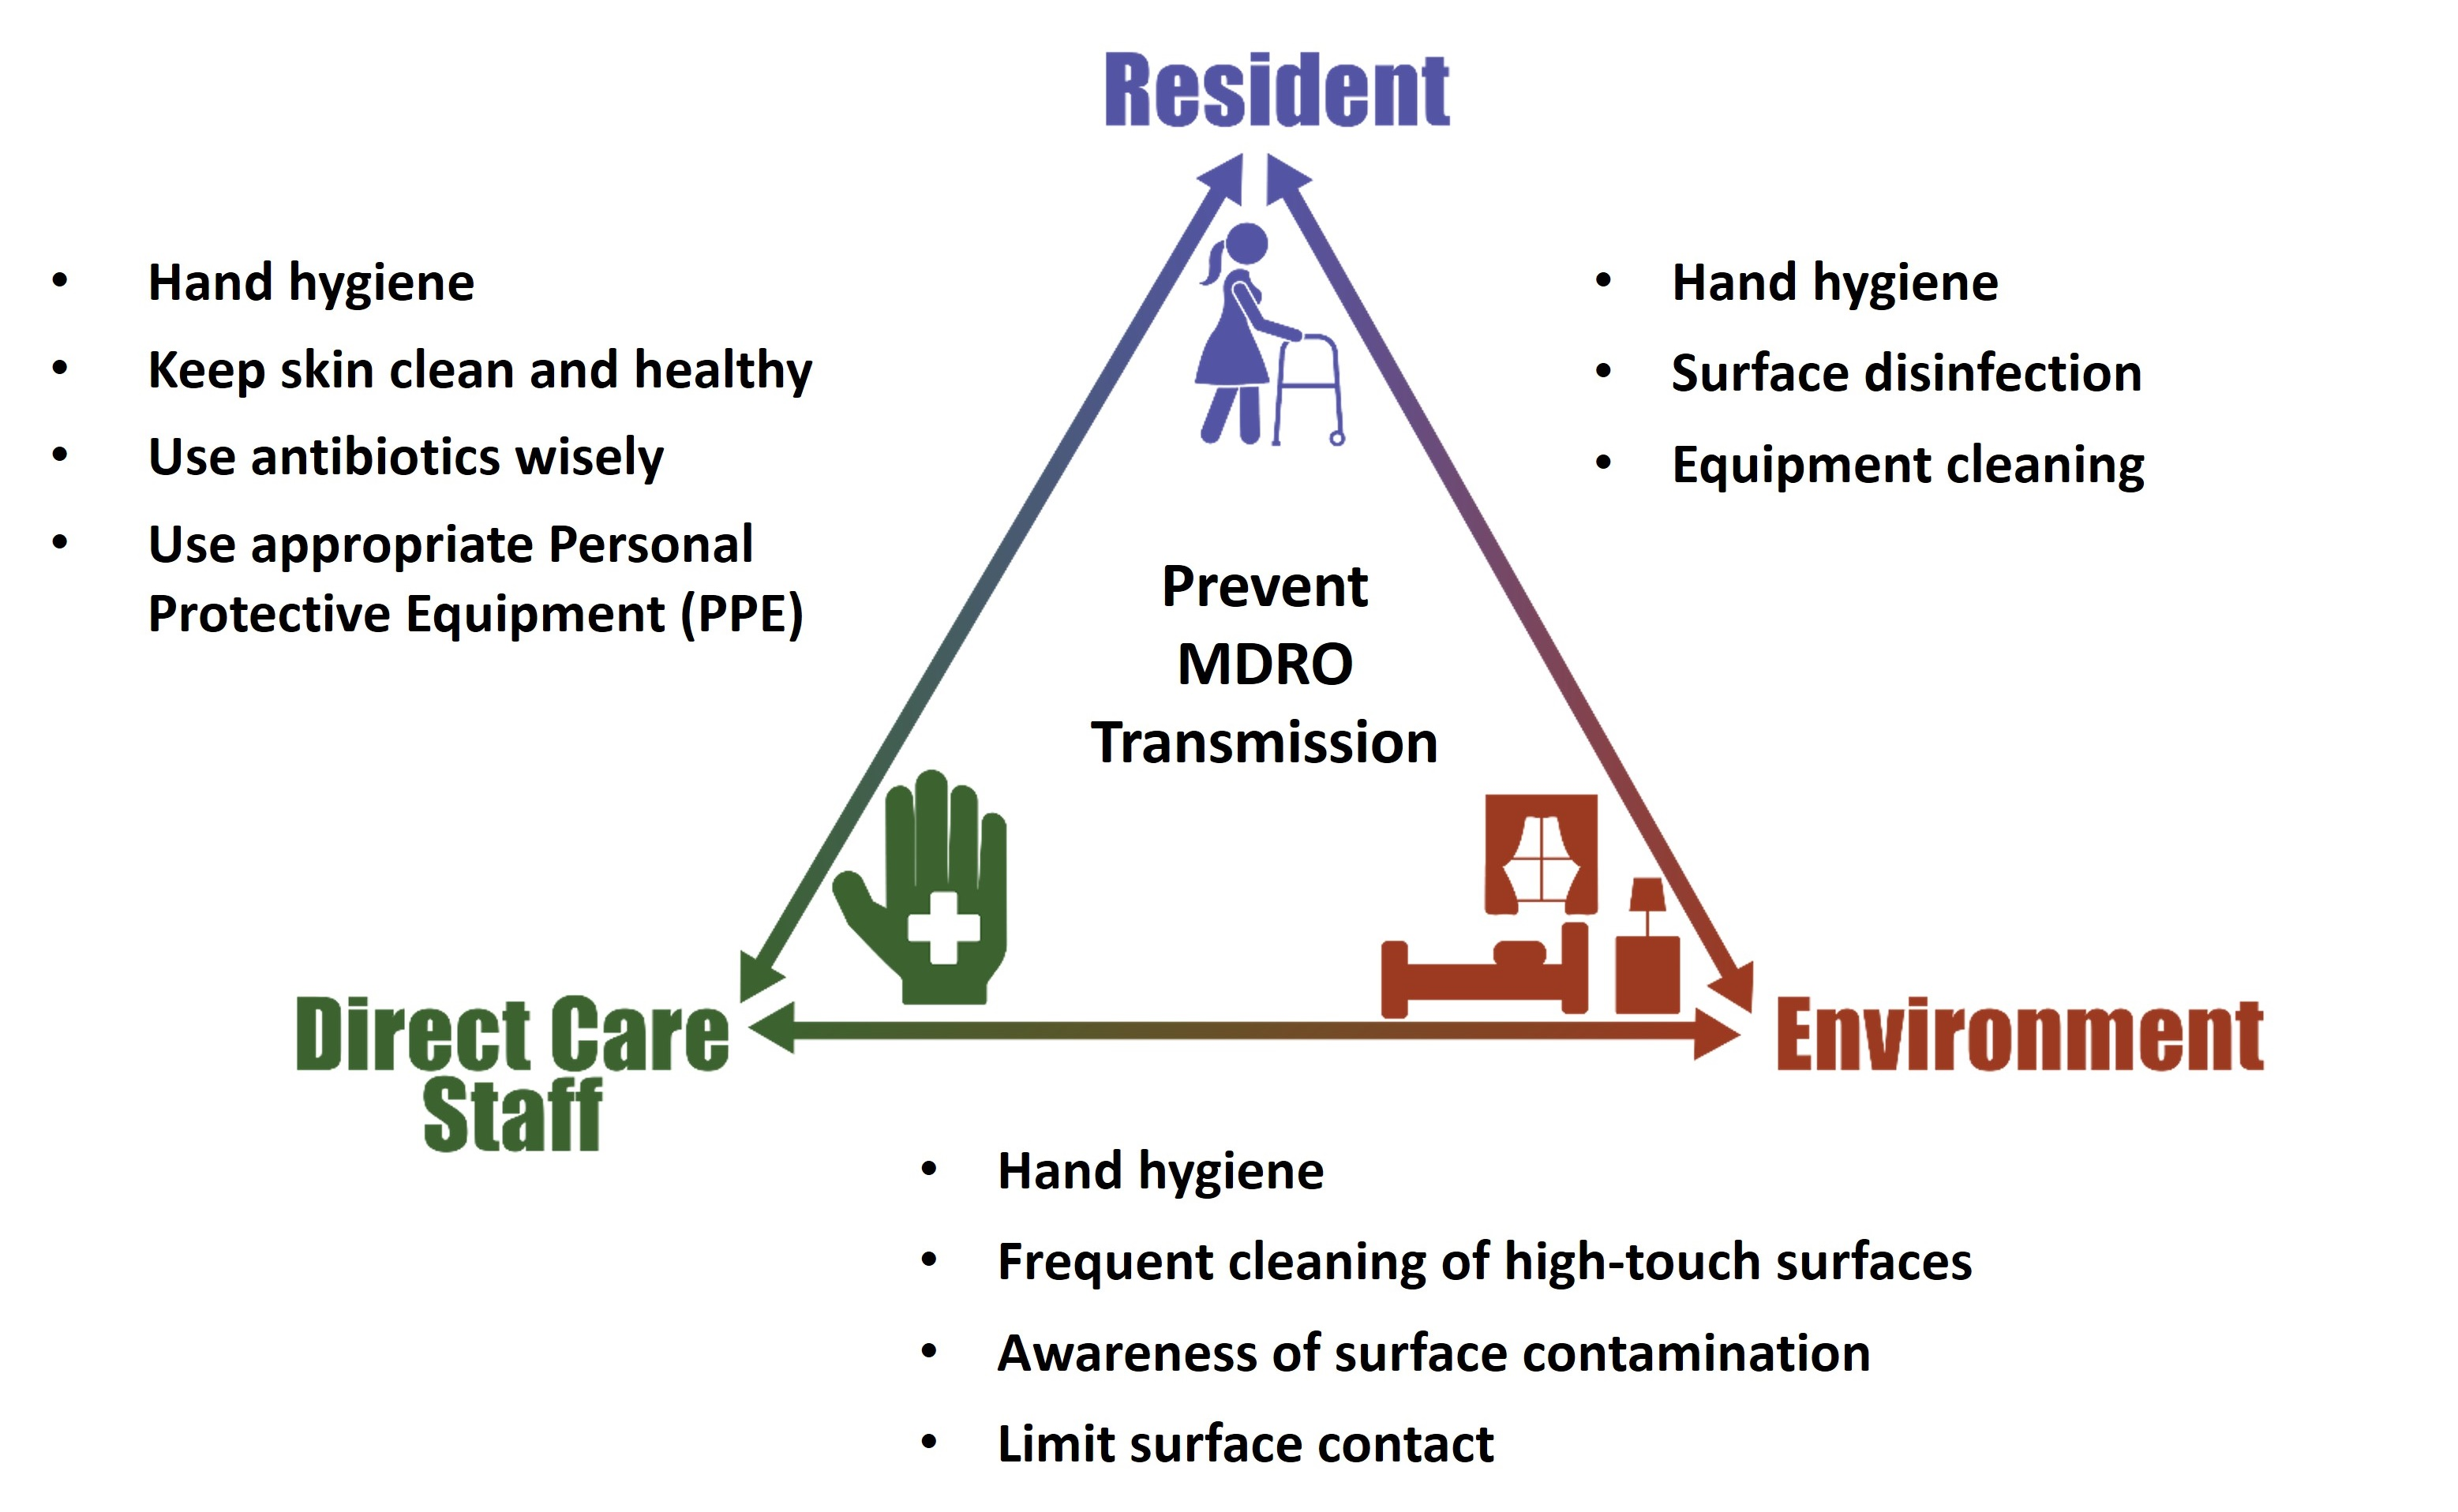 Resident
• Hand hygiene
• Keep skin clean and healthy
• Use antibiotics wisely
• Use appropriate Personal
Protective Equipment (PPE)
• Hand hygiene
• Surface disinfection
• Equipment cleaning
Prevent
MDRO
Transmission
Direct Care
Staff
Environment
• Hand hygiene
• Frequent cleaning of high-touch surfaces
• Awareness of surface contamination
• Limit surface contact